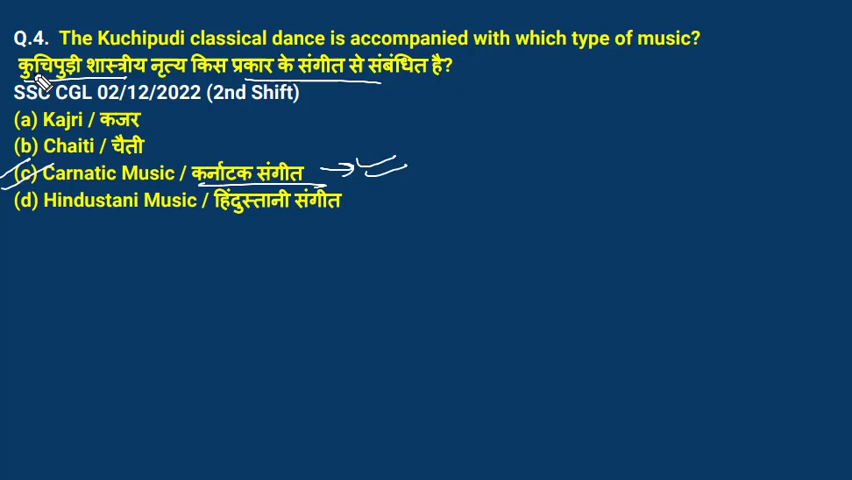 Q.4. The Kuchipudi classical dance is accompanied with which type of music?
कुचिपुड़ी शास्त्रीय नृत्य किस प्रकार के संगीत से संबंधित है?
SSC CGL 02/12/2022 (2nd Shift)
(a) Kajri / कजर
(b) Chaiti / चैती
(c) Carnatic Music / कर्नाटक संगीत
(d) Hindustani Music / हिंदुस्तानी संगीत